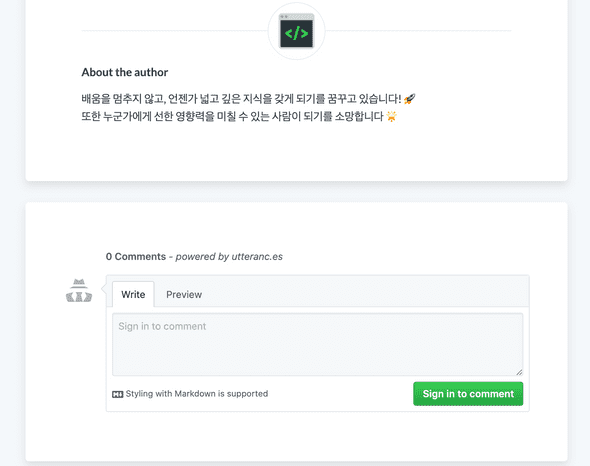 </>
About the author
배움을 멈추지 않고, 언젠가 넓고 깊은 지식을 갖게 되기를 꿈꾸고 있습니다! 🚀
또한 누군가에게 선한 영향력을 미칠 수 있는 사람이 되기를 소망합니다 🌟
0 Comments - powered by utteranc.es
Write Preview
Sign in to comment
Styling with Markdown is supported
Sign in to comment